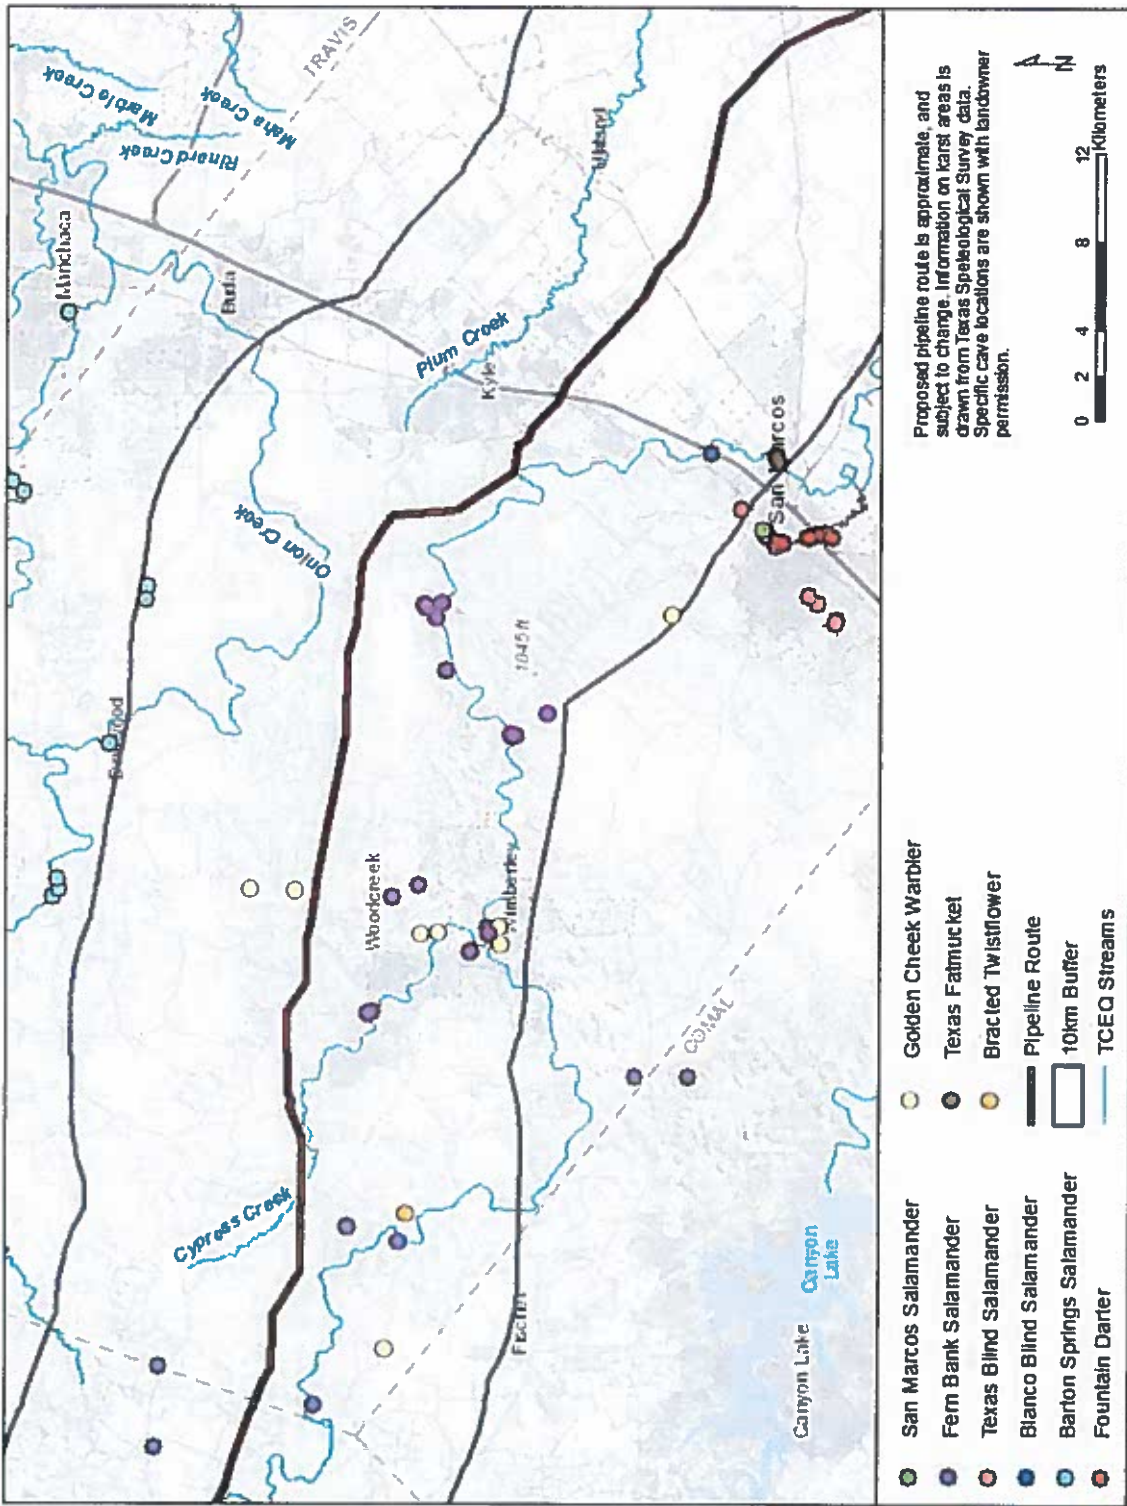 Marble Creek
Maha Creek
Rinard Creek
TRAVIS
Manchaca
Buda
Plum Creek
Kyle
Uhland
Onion Creek
San Marcos
1045 ft
Driftwood
Woodcreek
Wimberley
COMAL
Cypress Creek
Fischer
Canyon Lake
Canyon
Lake
San Marcos Salamander
Fern Bank Salamander
Texas Blind Salamander
Blanco Blind Salamander
Barton Springs Salamander
Fountain Darter
Golden Cheek Warbler
Texas Fatmucket
Bracted Twistflower
Pipeline Route
10km Buffer
TCEQ Streams
Proposed pipeline route is approximate, and
subject to change. Information on karst areas is
drawn from Texas Speleological Survey data.
Specific cave locations are shown with landowner
permission.
N
0 2 4 8 12
Kilometers